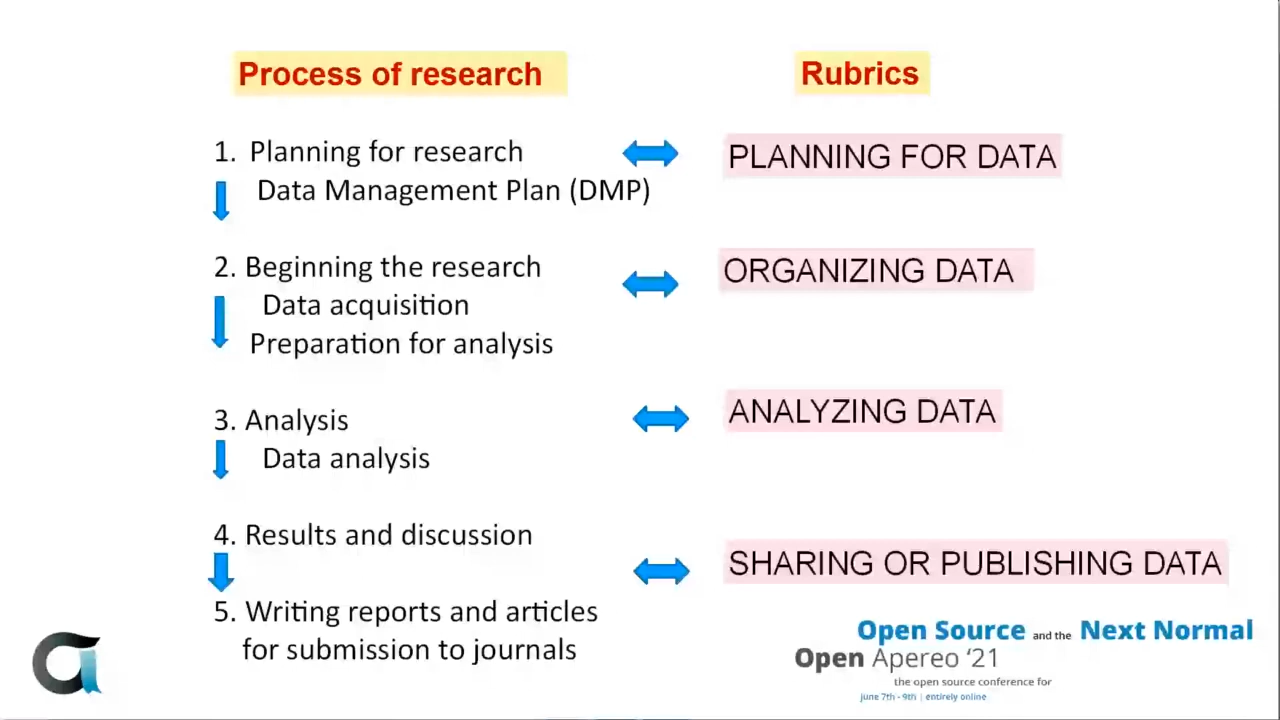 Process of research
Rubrics
1. Planning for research
Data Management Plan (DMP)
PLANNING FOR DATA
2. Beginning the research
Data acquisition
Preparation for analysis
ORGANIZING DATA
3. Analysis
Data analysis
ANALYZING DATA
4. Results and discussion
SHARING OR PUBLISHING DATA
5. Writing reports and articles
for submission to journals
Open Source and the Next Normal
Open Apereo ‘21
the open source conference for
june 7th - 9th | entirely online